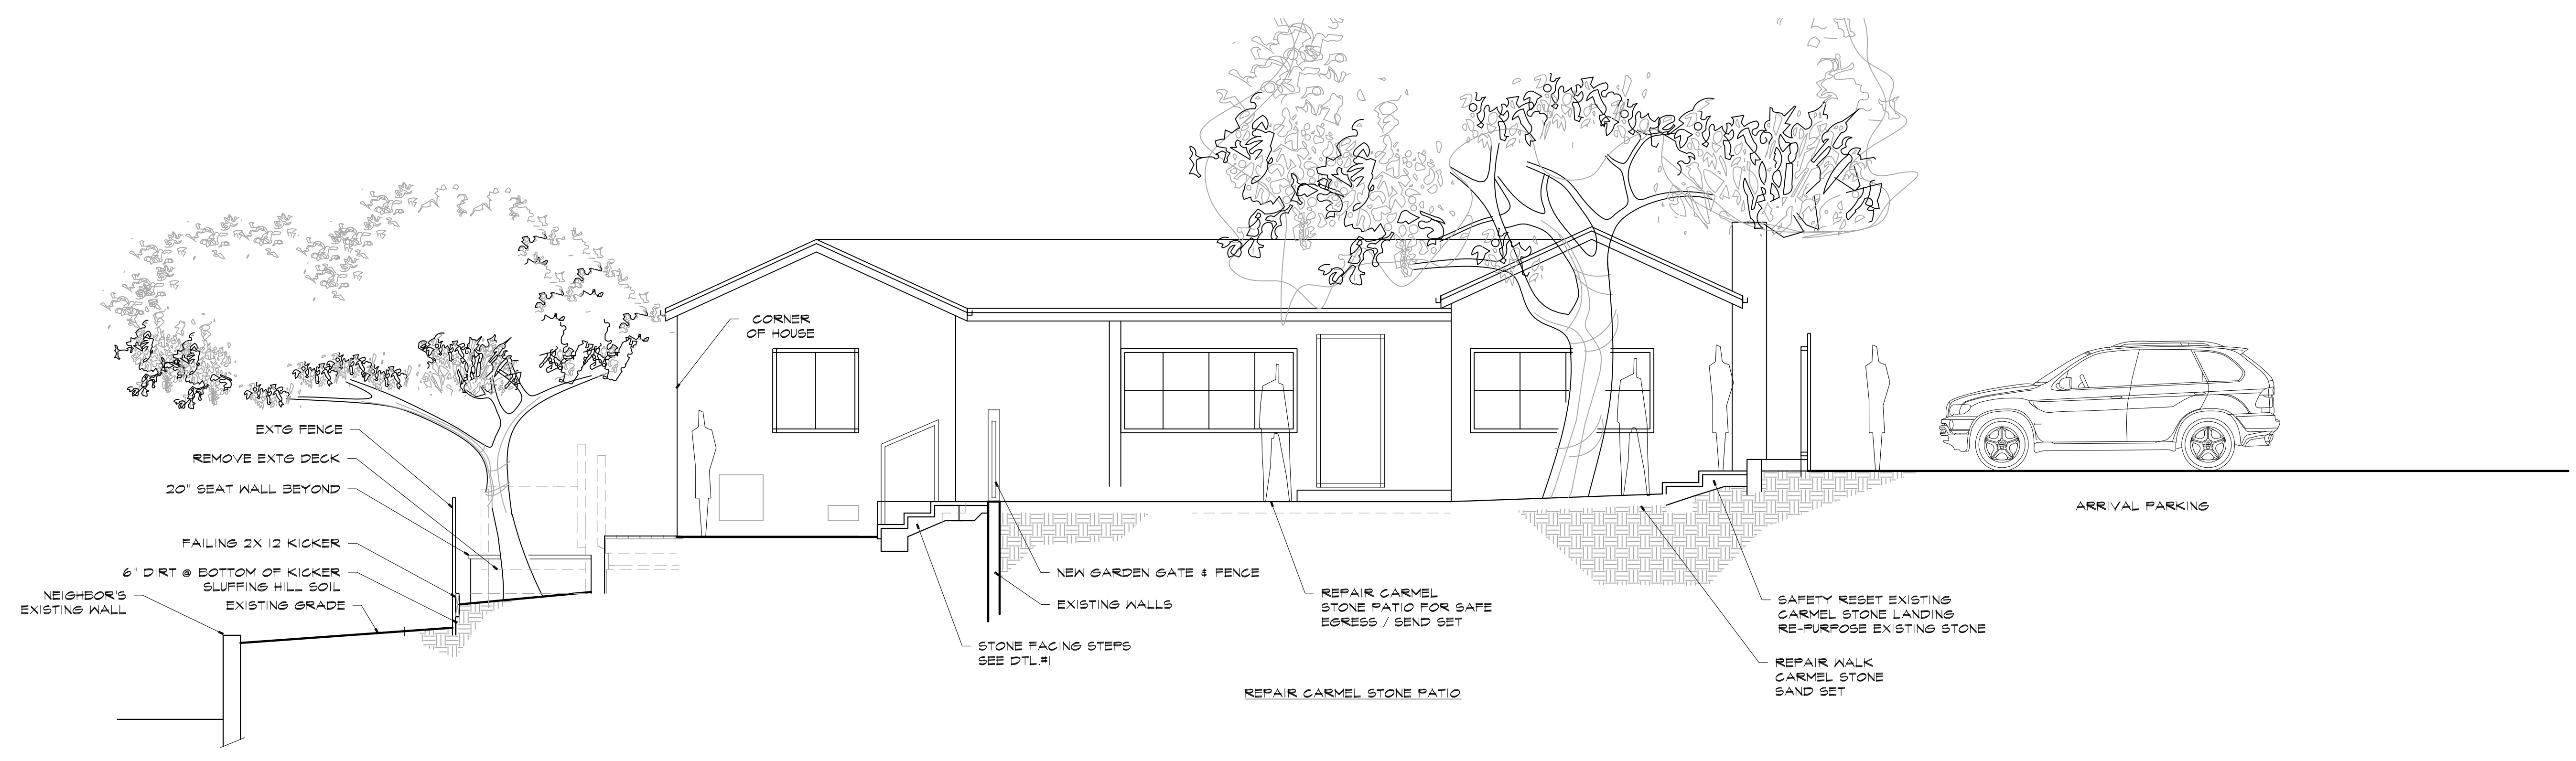 CORNER
OF HOUSE
EXTG FENCE
REMOVE EXTG DECK
20" SEAT WALL BEYOND
FAILING 2X 12 KICKER
6" DIRT @ BOTTOM OF KICKER
SLUFFING HILL SOIL
EXISTING GRADE
NEIGHBOR'S
EXISTING WALL
NEW GARDEN GATE & FENCE
EXISTING WALLS
STONE FACING STEPS
SEE DTL.#1
REPAIR CARMEL
STONE PATIO FOR SAFE
EGRESS / SEND SET
REPAIR CARMEL STONE PATIO
ARRIVAL PARKING
SAFETY RESET EXISTING
CARMEL STONE LANDING
RE-PURPOSE EXISTING STONE
REPAIR WALK
CARMEL STONE
SAND SET